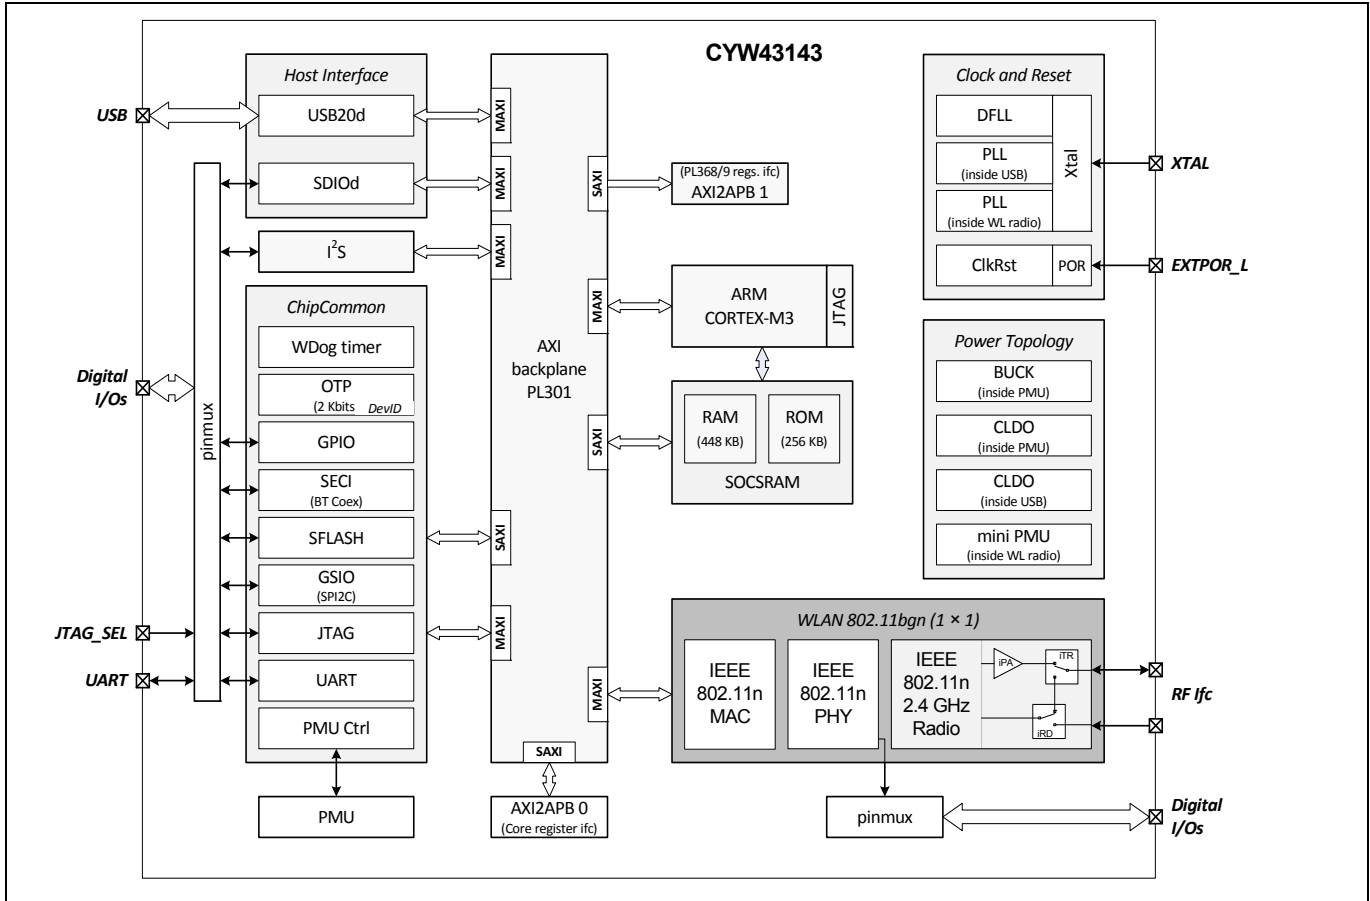 CYW43143
Host Interface
USB
USB20d
MAXI
SDIOd
MAXI
I²S
MAXI
pinmux
Digital
I/Os
JTAG_SEL
UART
ChipCommon
WDog timer
OTP
(2 Kbits DevID
GPIO
SECI
(BT Coex)
SFLASH
SAXI
GSIO
(SPI2C)
JTAG
MAXI
UART
PMU Ctrl
PMU
AXI
backplane
PL301
SAXI
AXI2APB 0
(Core register ifc)
SAXI
(PL368/9 regs. ifc)
AXI2APB 1
MAXI
ARM
CORTEX-M3
JTAG
SAXI
RAM
(448 KB)
ROM
(256 KB)
SOCSRAM
MAXI
WLAN 802.11bgn (1 × 1)
IEEE
802.11n
MAC
IEEE
802.11n
PHY
IEEE
802.11n
2.4 GHz
Radio
iPA
iTR
iRD
RF Ifc
pinmux
Digital
I/Os
Clock and Reset
DFLL
PLL
(inside USB)
PLL
(inside WL radio)
Xtal
XTAL
ClkRst
POR
EXTPOR_L
Power Topology
BUCK
(inside PMU)
CLDO
(inside PMU)
CLDO
(inside USB)
mini PMU
(inside WL radio)